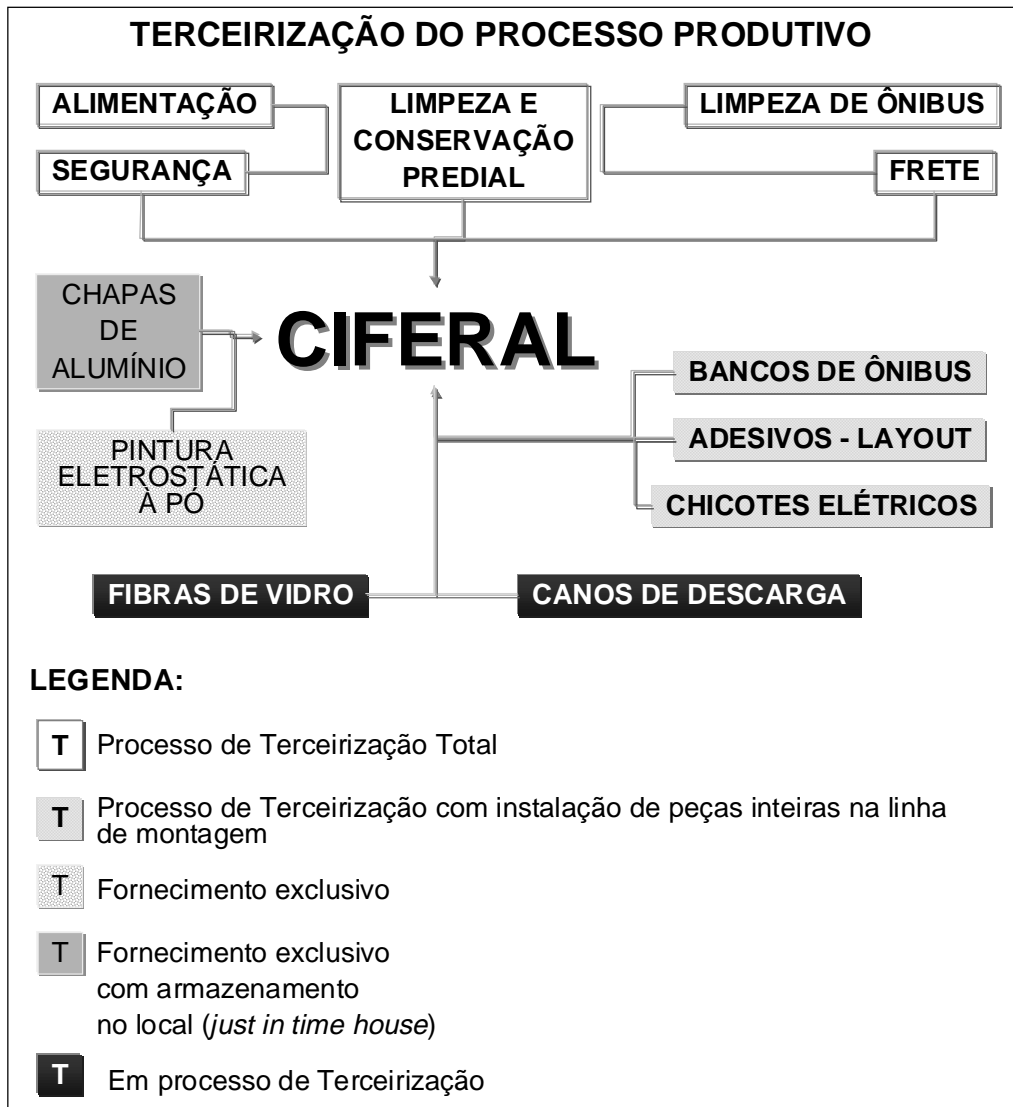 TERCEIRIZAÇÃO DO PROCESSO PRODUTIVO
ALIMENTAÇÃO
SEGURANÇA
LIMPEZA E
CONSERVAÇÃO
PREDIAL
LIMPEZA DE ÔNIBUS
FRETE
CHAPAS
DE
ALUMÍNIO
CIFERAL
PINTURA
ELETROSTÁTICA
À PÓ
BANCOS DE ÔNIBUS
ADESIVOS - LAYOUT
CHICOTES ELÉTRICOS
FIBRAS DE VIDRO
CANOS DE DESCARGA
LEGENDA:
T Processo de Terceirização Total
T Processo de Terceirização com instalação de peças inteiras na linha
de montagem
T Fornecimento exclusivo
T Fornecimento exclusivo
com armazenamento
no local (just in time house)
T Em processo de Terceirização